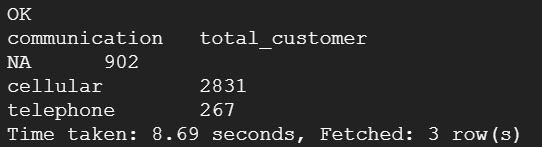 OK
communication	total_customer
NA	902
cellular	2831
telephone	267
Time taken: 8.69 seconds, Fetched: 3 row(s)